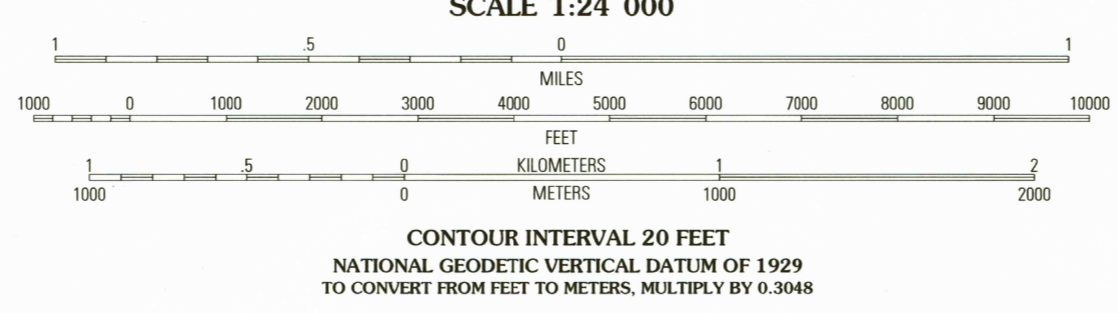 SCALE 1:24 000
1 .5 0 1
MILES
1000 0 1000 2000 3000 4000 5000 6000 7000 8000 9000 10000
FEET
1 .5 0 KILOMETERS 1 2
1000 0 METERS 1000 2000
CONTOUR INTERVAL 20 FEET
NATIONAL GEODETIC VERTICAL DATUM OF 1929
TO CONVERT FROM FEET TO METERS, MULTIPLY BY 0.3048